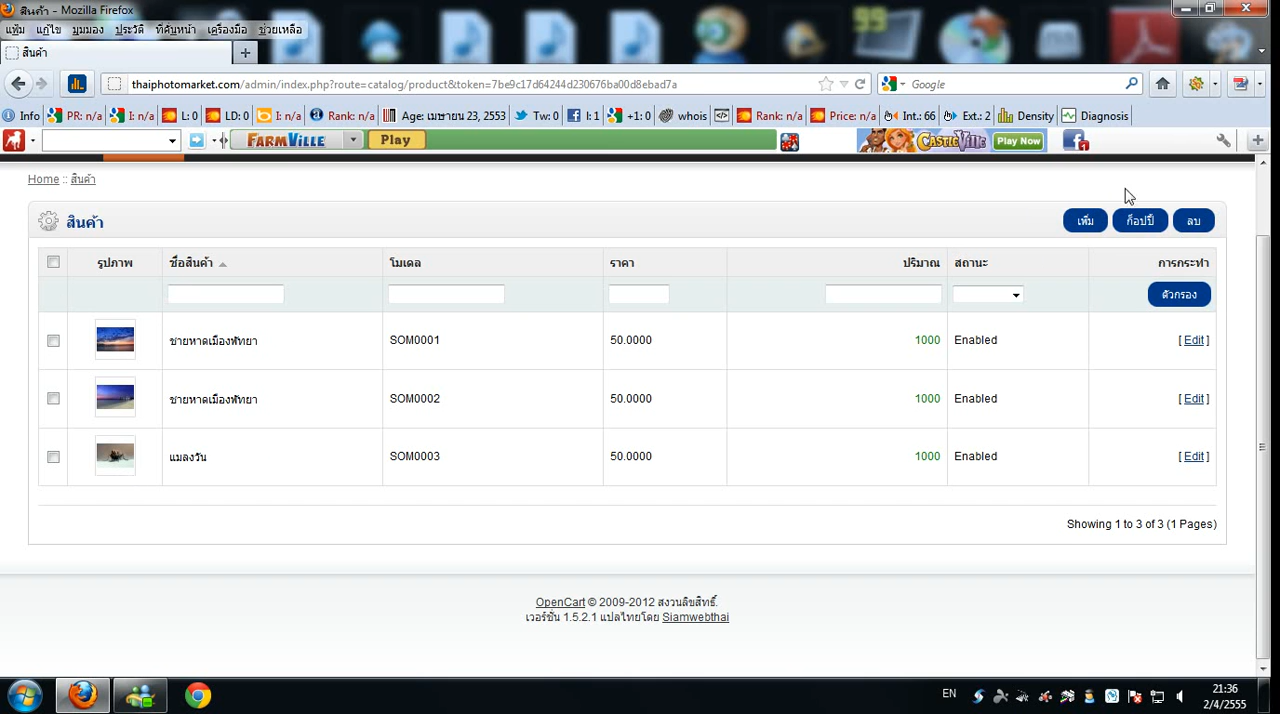 สินค้า - Mozilla Firefox
แฟ้ม แก้ไข มุมมอง ประวัติ ที่คั่นหน้า เครื่องมือ ช่วยเหลือ
สินค้า
99
thaiphotomarket.com/admin/index.php?route=catalog/product&token=7be9c17d64244d230676ba00d8ebad7a
Google
Info PR: n/a I: n/a L: 0 LD: 0 I: n/a Rank: n/a Age: เมษายน 23, 2553 Tw: 0 I: 1 +1: 0 whois Rank: n/a Price: n/a Int.: 66 Ext.: 2 Density Diagnosis
FARMVILLE Play CASTLEVILLE Play Now 1
Home :: สินค้า
สินค้า
เพิ่ม ก็อปปี้ ลบ
รูปภาพ ชื่อสินค้า โมเดล ราคา ปริมาณ สถานะ การกระทำ
ตัวกรอง
ชายหาดเมืองพัทยา SOM0001 50.0000 1000 Enabled [ Edit ]
ชายหาดเมืองพัทยา SOM0002 50.0000 1000 Enabled [ Edit ]
แมลงวัน SOM0003 50.0000 1000 Enabled [ Edit ]
Showing 1 to 3 of 3 (1 Pages)
OpenCart © 2009-2012 สงวนลิขสิทธิ์.
เวอร์ชั่น 1.5.2.1 แปลไทยโดย Siamwebthai
EN
21:36
2/4/2555